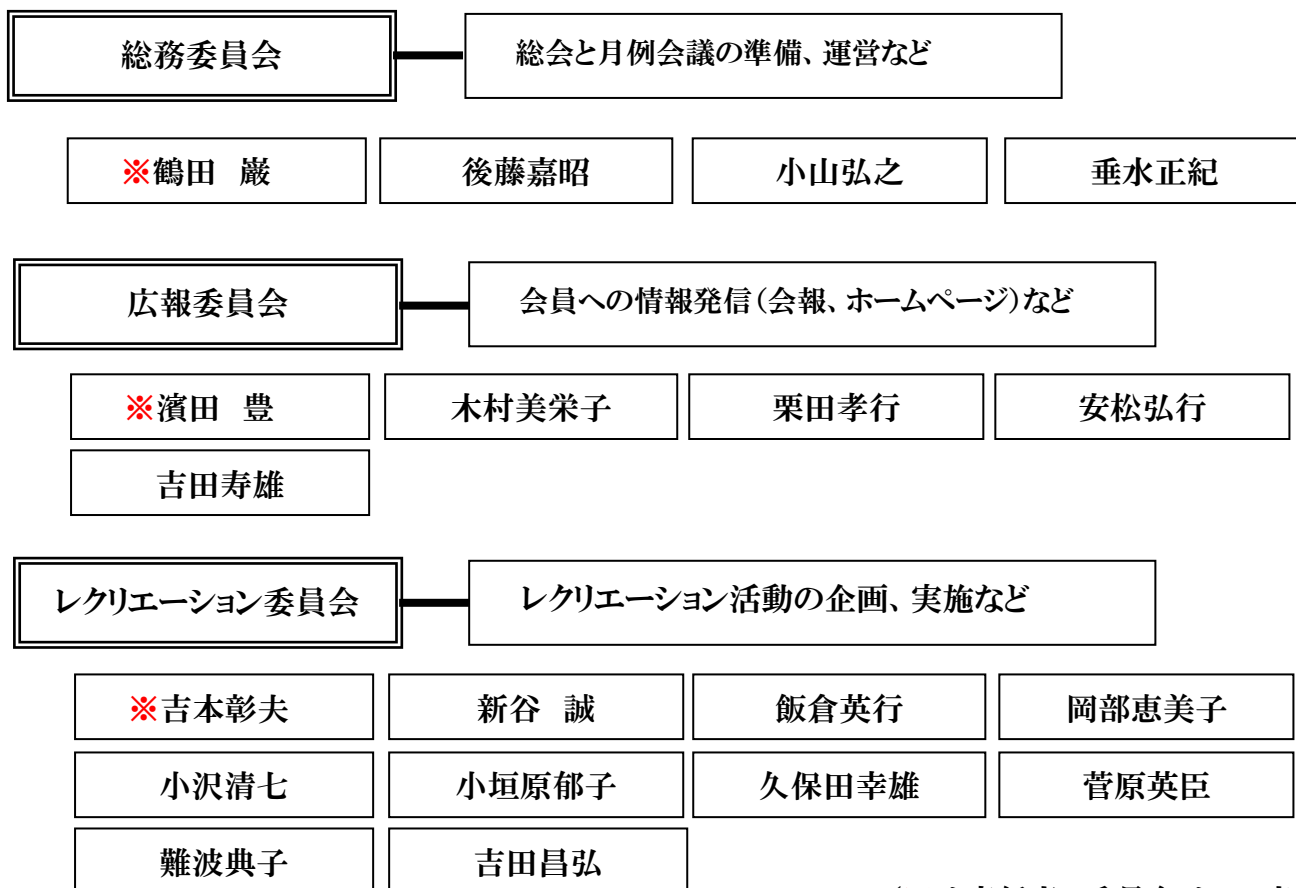 総務委員会 総会と月例会議の準備、運営など
※鶴田　巌 後藤嘉昭 小山弘之 垂水正紀
広報委員会 会員への情報発信(会報、ホームページ)など
※濱田　豊 木村美栄子 栗田孝行 安松弘行
吉田寿雄
レクリエーション委員会 レクリエーション活動の企画、実施など
※吉本彰夫 新谷　誠 飯倉英行 岡部恵美子
小沢清七 小垣原郁子 久保田幸雄 菅原英臣
難波典子 吉田昌弘